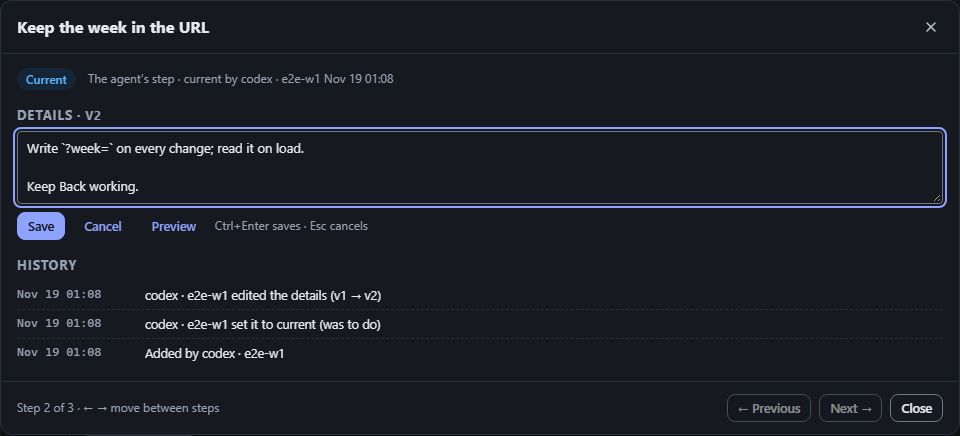 Keep the week in the URL
×
Current The agent's step · current by codex · e2e-w1 Nov 19 01:08
DETAILS · V2
Write `?week=` on every change; read it on load.
Keep Back working.
Save Cancel Preview Ctrl+Enter saves · Esc cancels
HISTORY
Nov 19 01:08 codex · e2e-w1 edited the details (v1 → v2)
Nov 19 01:08 codex · e2e-w1 set it to current (was to do)
Nov 19 01:08 Added by codex · e2e-w1
Step 2 of 3 · ← → move between steps ← Previous Next → Close